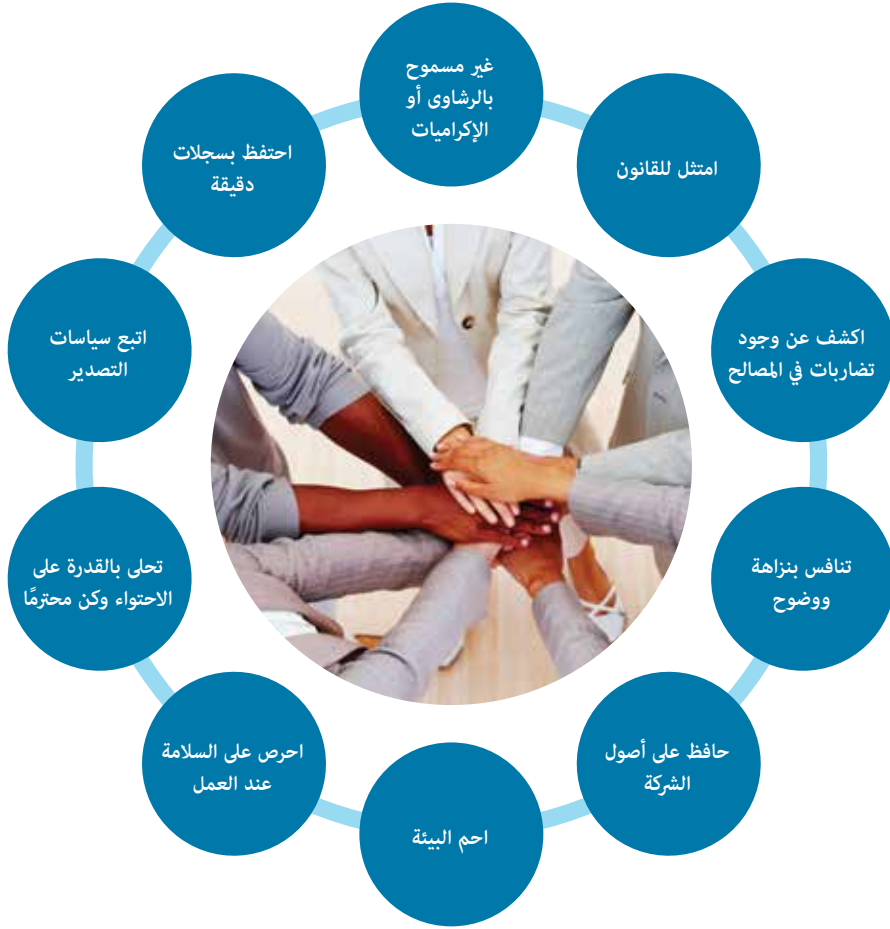 غير مسموح
بالرشاوى أو
الإكراميات
امتثل للقانون
اكشف عن وجود
تضاربات في المصالح
تنافس بنزاهة
ووضوح
حافظ على أصول
الشركة
احم البيئة
احرص على السلامة
عند العمل
تحلى بالقدرة على
الاحتواء وكن محترمًا
اتبع سياسات
التصدير
احتفظ بسجلات
دقيقة